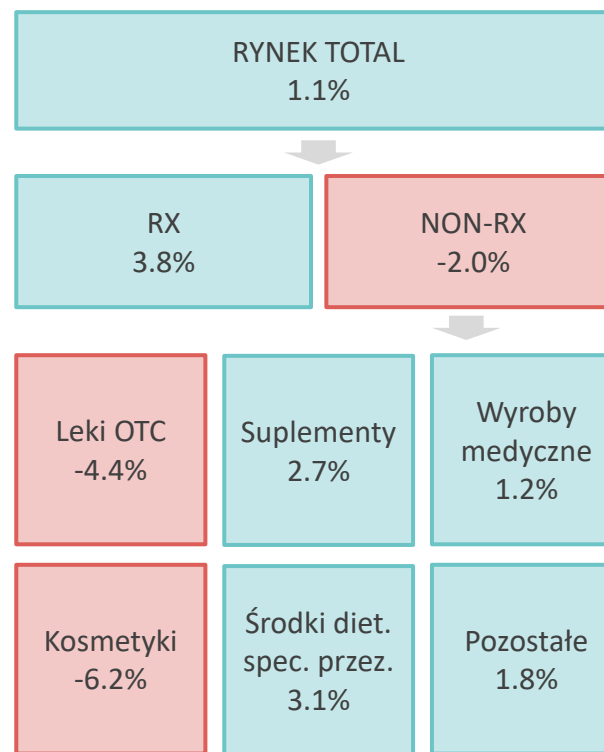 RYNEK TOTAL
1.1%
RX
3.8%
NON-RX
-2.0%
Leki OTC
-4.4%
Suplementy
2.7%
Wyroby
medyczne
1.2%
Kosmetyki
-6.2%
Środki diet.
spec. przez.
3.1%
Pozostałe
1.8%